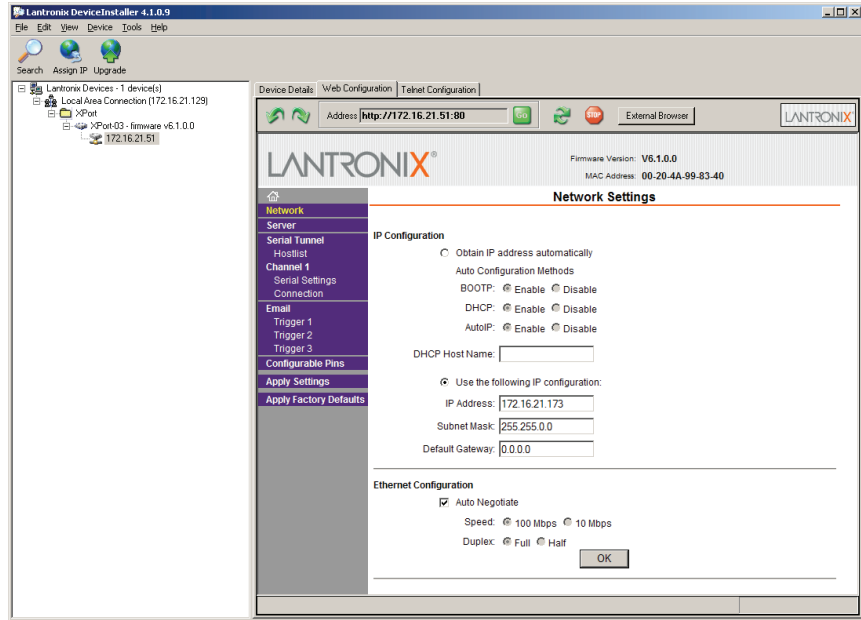 Lantronix DeviceInstaller 4.1.0.9
File Edit View Device Tools Help
Search Assign IP Upgrade
Lantronix Devices - 1 device(s)
Local Area Connection (172.16.21.129)
XPort
XPort-03 - firmware v6.1.0.0
172.16.21.51
Device Details Web Configuration Telnet Configuration
Address http://172.16.21.51:80 Go STOP External Browser LANTRONIX
LANTRONIX®
Firmware Version: V6.1.0.0
MAC Address: 00-20-4A-99-83-40
Network
Server
Serial Tunnel
Hostlist
Channel 1
Serial Settings
Connection
Email
Trigger 1
Trigger 2
Trigger 3
Configurable Pins
Apply Settings
Apply Factory Defaults
Network Settings
IP Configuration
Obtain IP address automatically
Auto Configuration Methods
BOOTP: Enable Disable
DHCP: Enable Disable
AutoIP: Enable Disable
DHCP Host Name:
Use the following IP configuration:
IP Address: 172.16.21.173
Subnet Mask: 255.255.0.0
Default Gateway: 0.0.0.0
Ethernet Configuration
Auto Negotiate
Speed: 100 Mbps 10 Mbps
Duplex: Full Half
OK